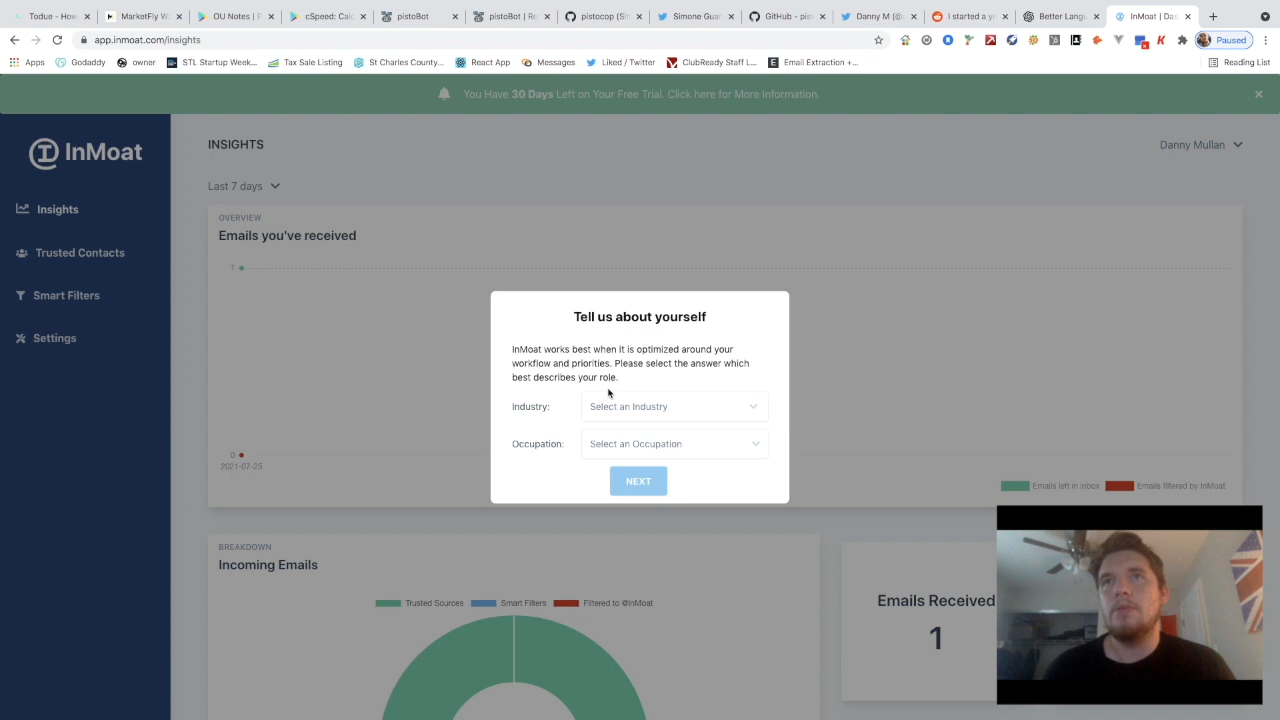 Todue - How
MarketFly W
OU Notes | P
cSpeed: Calc
pistoBot
pistoBot | Re
pistocop (Sim
Simone Guar
GitHub - pist
Danny M (@
I started a ye
Better Langu
InMoat | Das
app.inmoat.com/insights
Paused
Apps
Godaddy
owner
STL Startup Week...
Tax Sale Listing
St Charles County...
React App
Messages
Liked / Twitter
ClubReady Staff L...
Email Extraction +...
Reading List
You Have 30 Days Left on Your Free Trial. Click here for More Information.
InMoat
INSIGHTS
Danny Mullan
Last 7 days
Insights
Trusted Contacts
Smart Filters
Settings
OVERVIEW
Emails you've received
1
0
2021-07-25
Emails left in inbox
Emails filtered by InMoat
Tell us about yourself
InMoat works best when it is optimized around your
workflow and priorities. Please select the answer which
best describes your role.
Industry:
Select an Industry
Occupation:
Select an Occupation
NEXT
BREAKDOWN
Incoming Emails
Trusted Sources
Smart Filters
Filtered to @InMoat
Emails Received
1